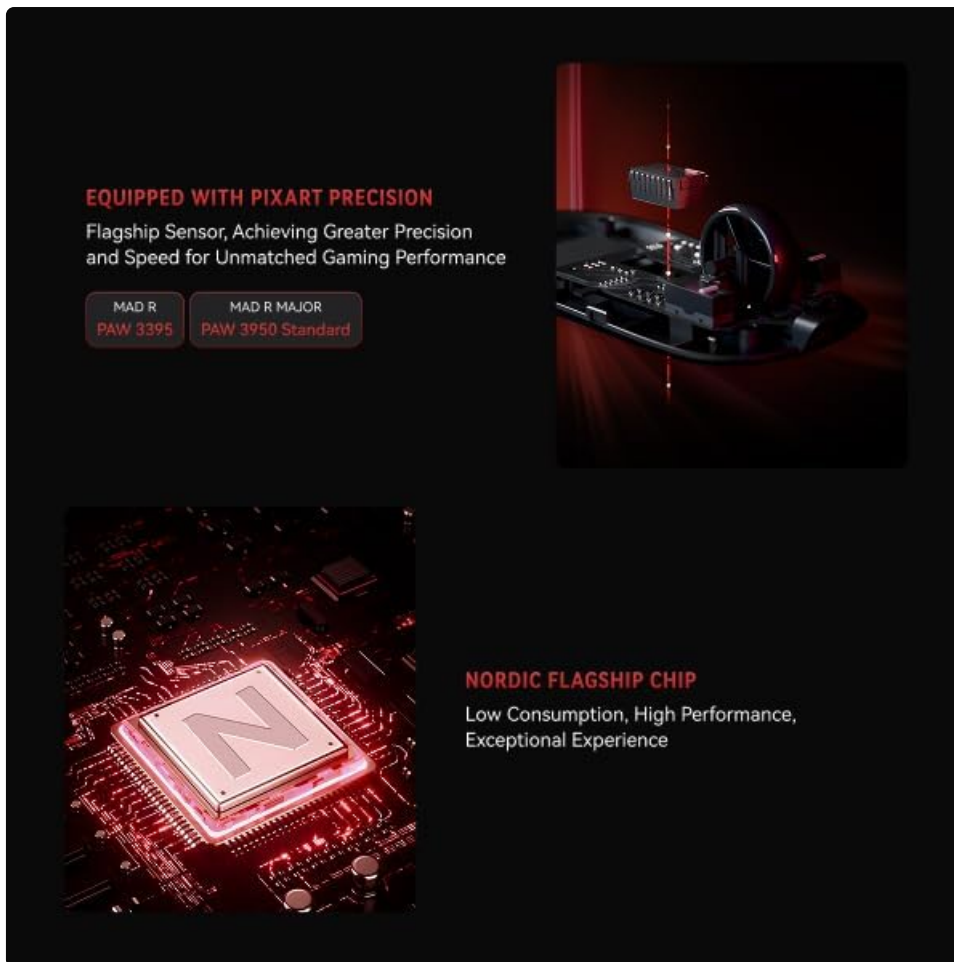 EQUIPPED WITH PIXART PRECISION
Flagship Sensor, Achieving Greater Precision
and Speed for Unmatched Gaming Performance
MAD R
PAW 3395
MAD R MAJOR
PAW 3950 Standard
N
NORDIC FLAGSHIP CHIP
Low Consumption, High Performance,
Exceptional Experience